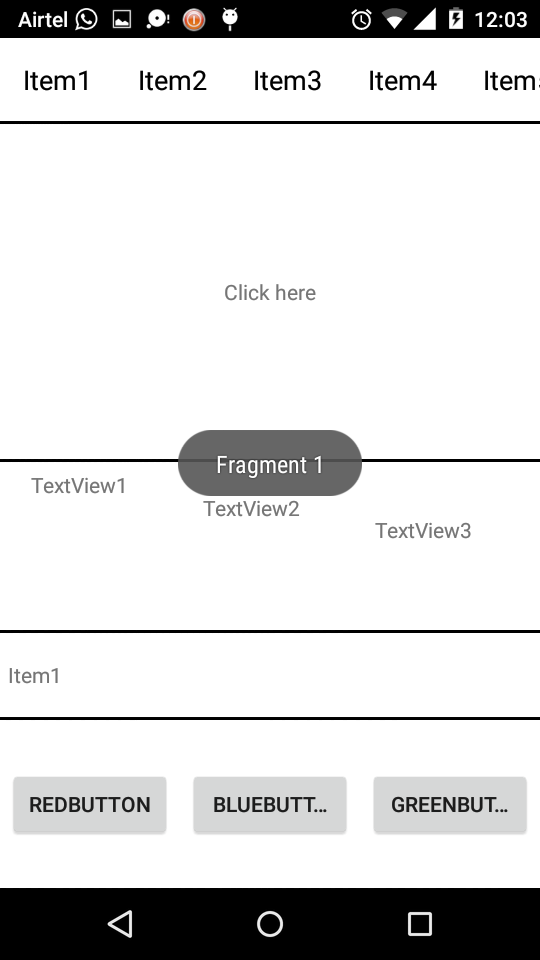 Airtel 12:03
Item1 Item2 Item3 Item4 Item
Click here
Fragment 1
TextView1
TextView2
TextView3
Item1
REDBUTTON BLUEBUTT... GREENBUT...